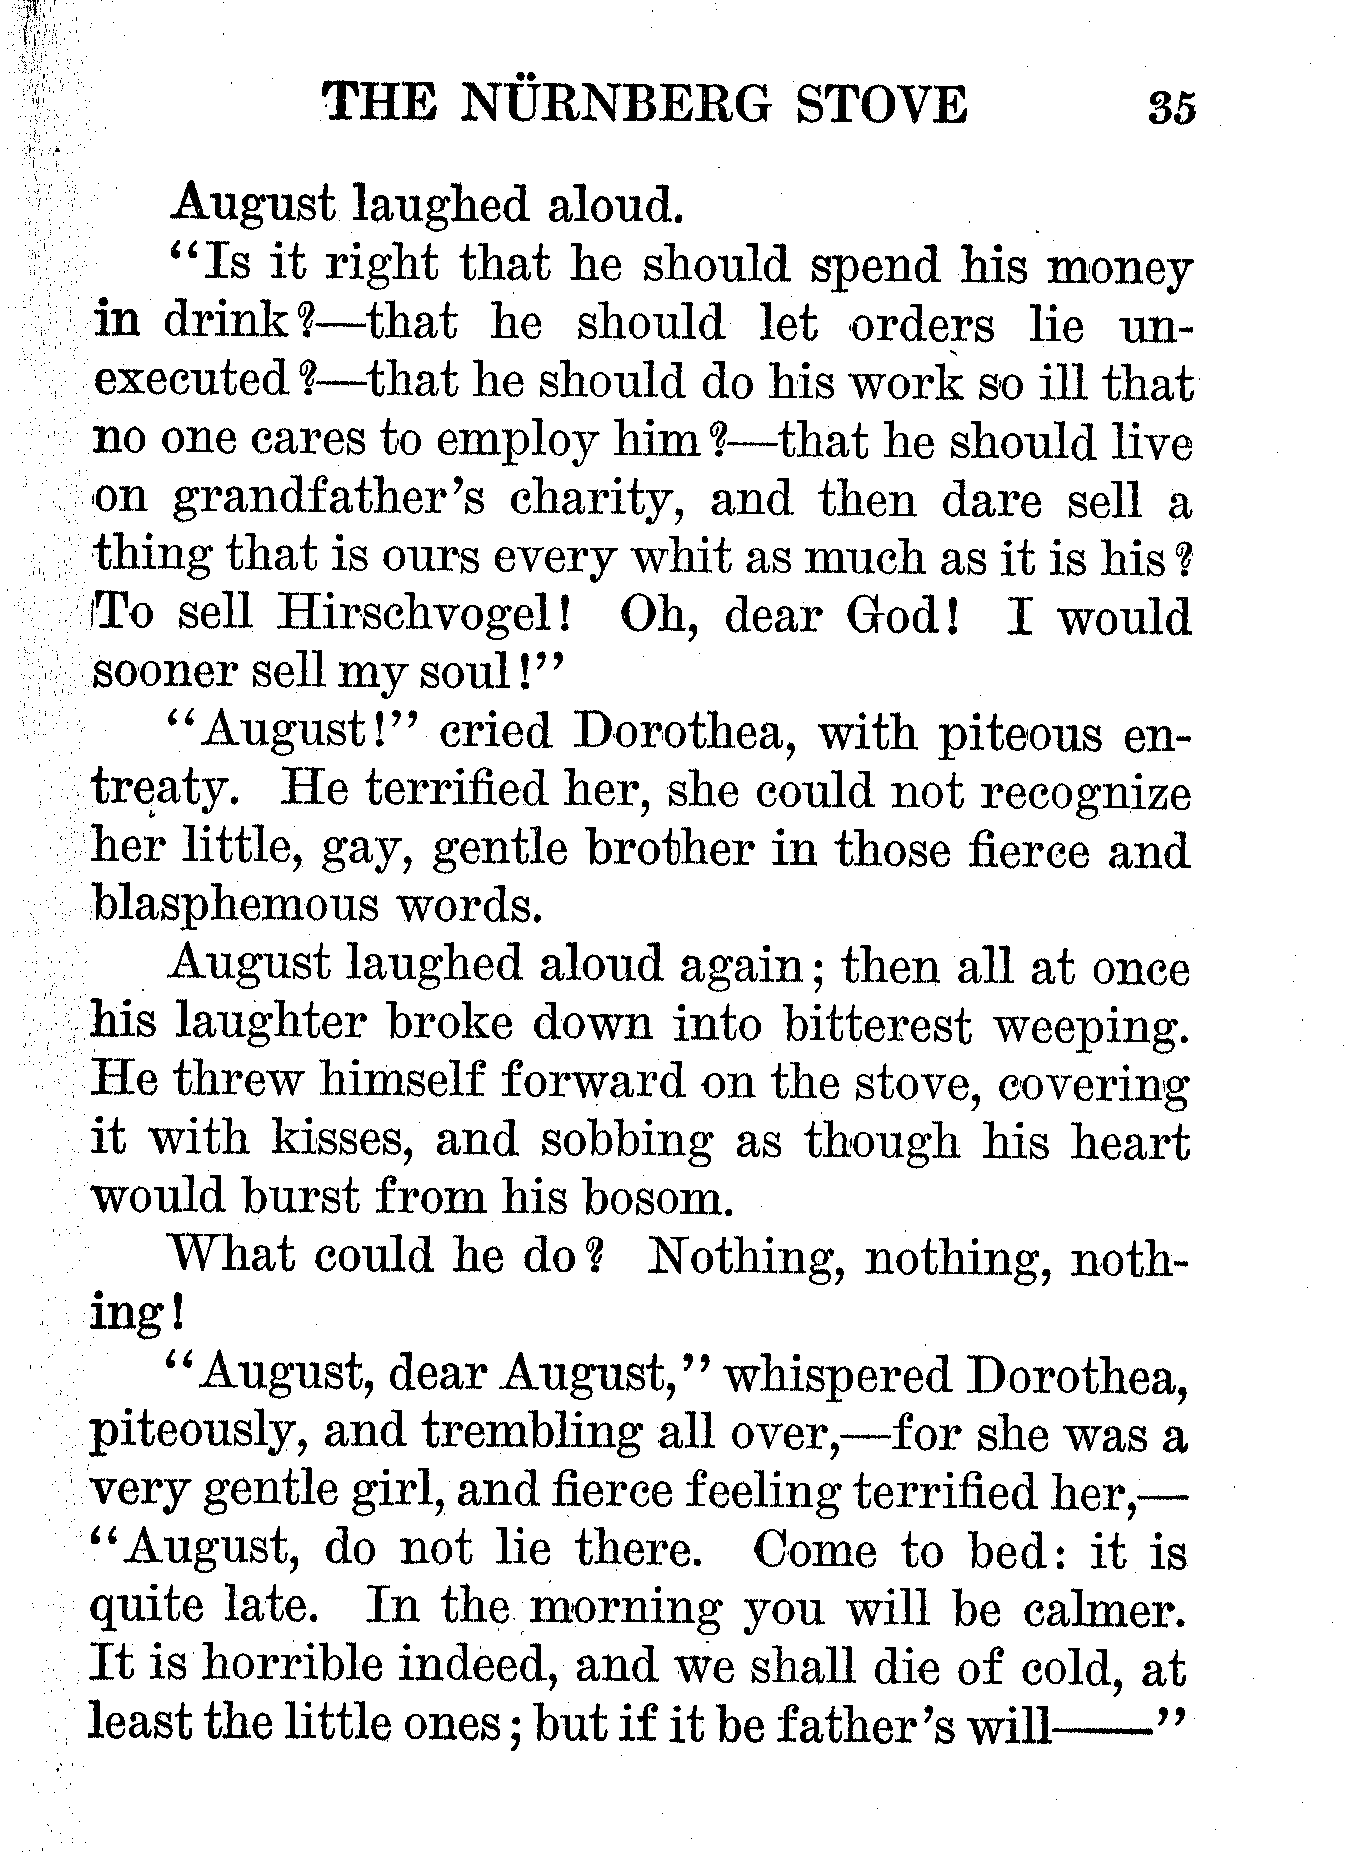 THE NÜRNBERG STOVE 35
August laughed aloud.
"Is it right that he should spend his money
in drink?—that he should let orders lie un-
executed?—that he should do his work so ill that
no one cares to employ him?—that he should live
on grandfather's charity, and then dare sell a
thing that is ours every whit as much as it is his?
To sell Hirschvogel! Oh, dear God! I would
sooner sell my soul!"
"August!" cried Dorothea, with piteous en-
treaty. He terrified her, she could not recognize
her little, gay, gentle brother in those fierce and
blasphemous words.
August laughed aloud again; then all at once
his laughter broke down into bitterest weeping.
He threw himself forward on the stove, covering
it with kisses, and sobbing as though his heart
would burst from his bosom.
What could he do? Nothing, nothing, noth-
ing!
"August, dear August," whispered Dorothea,
piteously, and trembling all over,—for she was a
very gentle girl, and fierce feeling terrified her,—
"August, do not lie there. Come to bed: it is
quite late. In the morning you will be calmer.
It is horrible indeed, and we shall die of cold, at
least the little ones; but if it be father's will——"